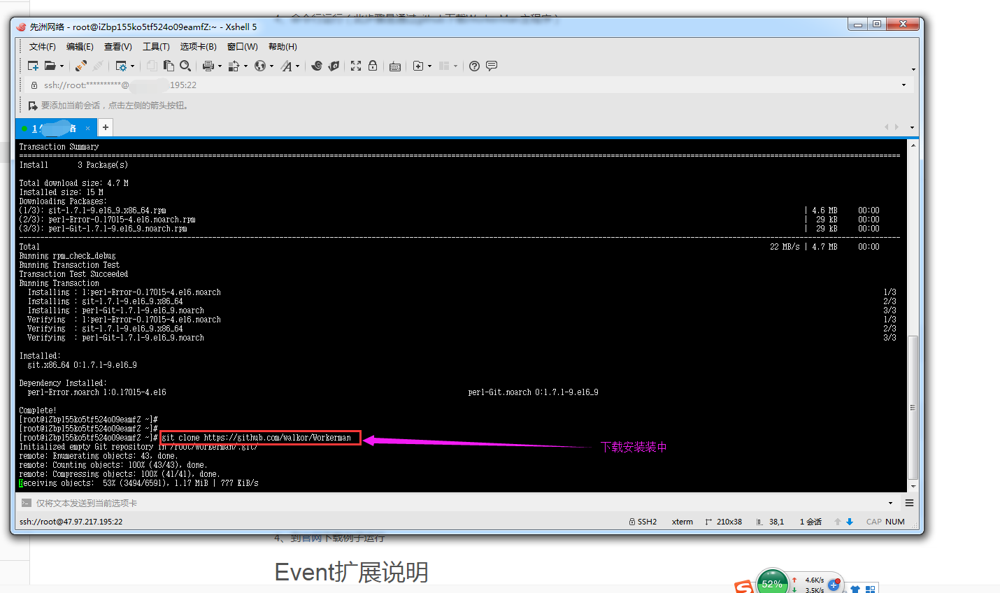 先洲网络 - root@iZbp155ko5tf524o09eamfZ:~ - Xshell 5
文件(F) 编辑(E) 查看(V) 工具(T) 选项卡(B) 窗口(W) 帮助(H)
ssh://root:**********@ 195:22
要添加当前会话，点击左侧的箭头按钮。
1 络 × +
Transaction Summary
Install 3 Package(s)
Total download size: 4.7 M
Installed size: 15 M
Downloading Packages:
(1/3): git-1.7.1-9.el6_9.x86_64.rpm | 4.6 MB 00:00
(2/3): perl-Error-0.17015-4.el6.noarch.rpm | 29 kB 00:00
(3/3): perl-Git-1.7.1-9.el6_9.noarch.rpm | 29 kB 00:00
Total 22 MB/s | 4.7 MB 00:00
Running rpm_check_debug
Running Transaction Test
Transaction Test Succeeded
Running Transaction
Installing : 1:perl-Error-0.17015-4.el6.noarch 1/3
Installing : git-1.7.1-9.el6_9.x86_64 2/3
Installing : perl-Git-1.7.1-9.el6_9.noarch 3/3
Verifying : 1:perl-Error-0.17015-4.el6.noarch 1/3
Verifying : git-1.7.1-9.el6_9.x86_64 2/3
Verifying : perl-Git-1.7.1-9.el6_9.noarch 3/3
Installed:
git.x86_64 0:1.7.1-9.el6_9
Dependency Installed:
perl-Error.noarch 1:0.17015-4.el6 perl-Git.noarch 0:1.7.1-9.el6_9
Complete!
[root@iZbp155ko5tf524o09eamfZ ~]#
[root@iZbp155ko5tf524o09eamfZ ~]#
[root@iZbp155ko5tf524o09eamfZ ~]# git clone https://github.com/walkor/Workerman
Initialized empty Git repository in /root/Workerman/.git/
下载安装装中
remote: Enumerating objects: 43, done.
remote: Counting objects: 100% (43/43), done.
remote: Compressing objects: 100% (41/41), done.
Receiving objects: 53% (3494/6591), 1.17 MiB | 777 KiB/s
仅将文本发送到当前选项卡
ssh://root@47.97.217.195:22 SSH2 xterm 210x38 38,1 1 会话 CAP NUM
4、到官网下载例子运行
Event扩展说明
52% 4.6K/s
3.5K/s